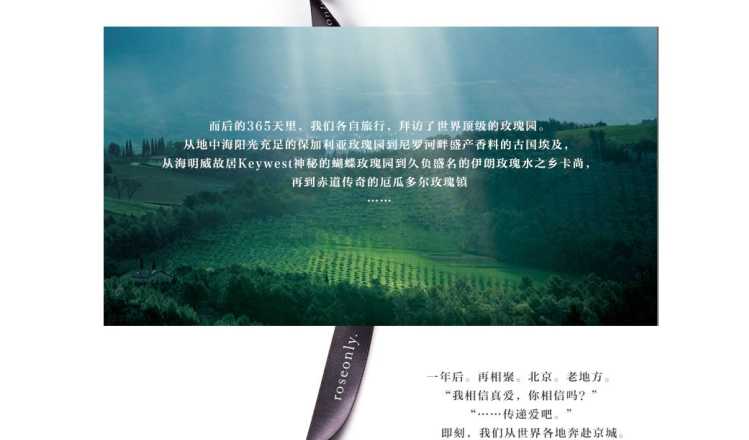 而后的365天里，我们各自旅行，拜访了世界顶级的玫瑰园。
从地中海阳光充足的保加利亚玫瑰园到尼罗河畔盛产香料的古国埃及，
从海明威故居Keywest神秘的蝴蝶玫瑰园到久负盛名的伊朗玫瑰水之乡卡尚，
再到赤道传奇的厄瓜多尔玫瑰镇
……
roseonly.
一年后。再相聚。北京。老地方。
“我相信真爱，你相信吗？”
“……传递爱吧。”
即刻，我们从世界各地奔赴京城。